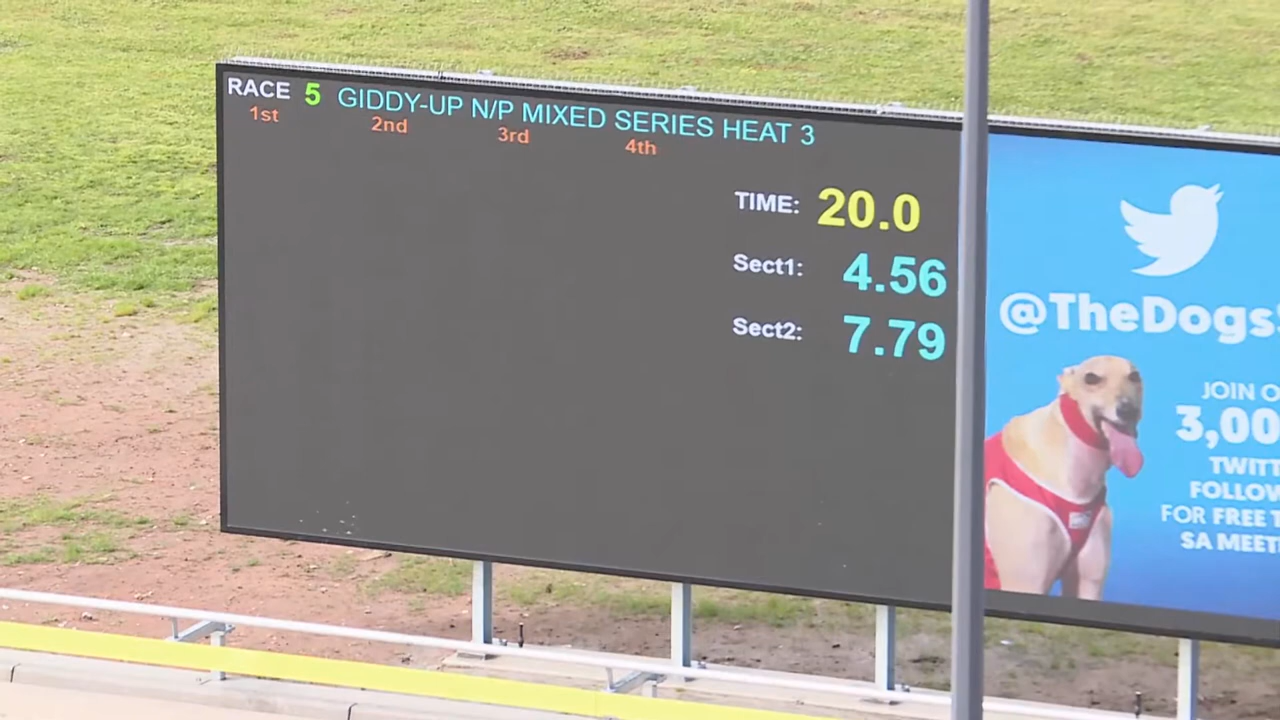 RACE 5 GIDDY-UP N/P MIXED SERIES HEAT 3
1st 2nd 3rd 4th
TIME: 20.0
Sect1: 4.56
Sect2: 7.79
@TheDogs
JOIN O
3,00
TWITT
FOLLOW
FOR FREE T
SA MEET